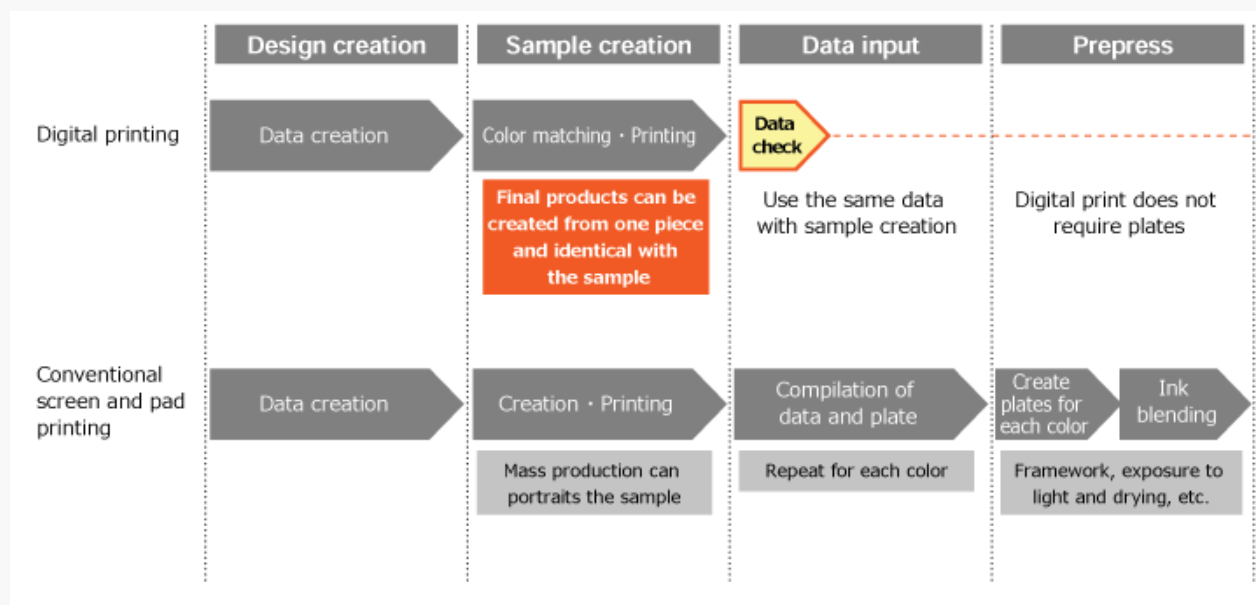 Design creation
Sample creation
Data input
Prepress
Digital printing
Data creation
Color matching・Printing
Data
check
Final products can be
created from one piece
and identical with
the sample
Use the same data
with sample creation
Digital print does not
require plates
Conventional
screen and pad
printing
Data creation
Creation・Printing
Compilation of
data and plate
Create
plates for
each color
Ink
blending
Mass production can
portraits the sample
Repeat for each color
Framework, exposure to
light and drying, etc.